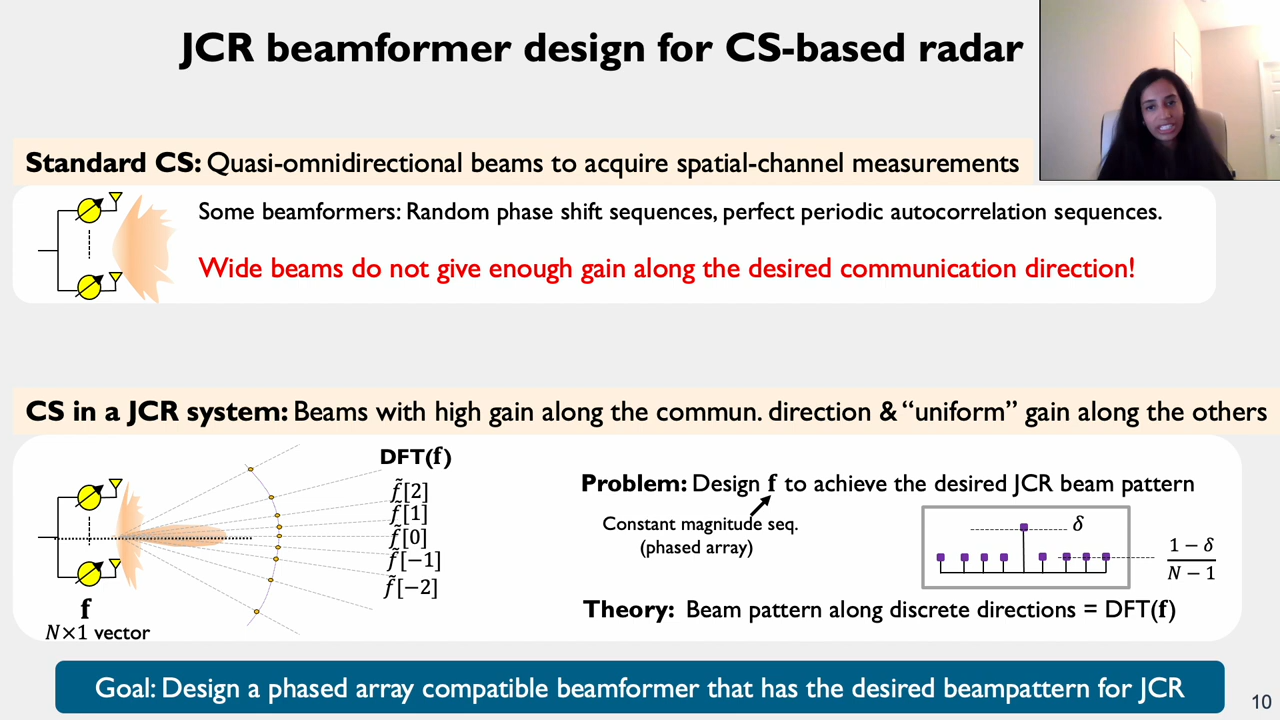 JCR beamformer design for CS-based radar
Standard CS: Quasi-omnidirectional beams to acquire spatial-channel measurements
Some beamformers: Random phase shift sequences, perfect periodic autocorrelation sequences.
Wide beams do not give enough gain along the desired communication direction!
CS in a JCR system: Beams with high gain along the commun. direction & “uniform” gain along the others
DFT(f)
f̃[2]
f̃[1]
f̃[0]
f̃[−1]
f̃[−2]
f
N×1 vector
Problem: Design f to achieve the desired JCR beam pattern
Constant magnitude seq.
(phased array)
δ
1 − δ
N − 1
Theory: Beam pattern along discrete directions = DFT(f)
Goal: Design a phased array compatible beamformer that has the desired beampattern for JCR
10